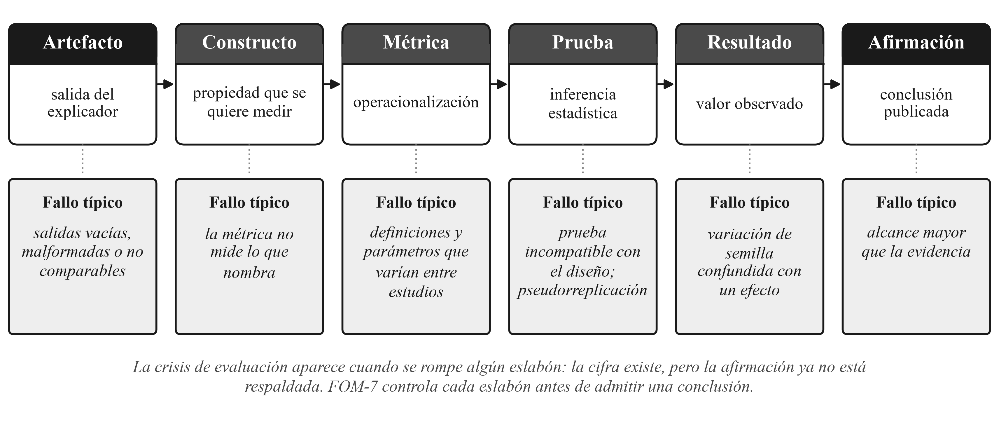 Artefacto
salida del
explicador
Constructo
propiedad que se
quiere medir
Métrica
operacionalización
Prueba
inferencia
estadística
Resultado
valor observado
Afirmación
conclusión
publicada
Fallo típico
salidas vacías,
malformadas o no
comparables
Fallo típico
la métrica no
mide lo que
nombra
Fallo típico
definiciones y
parámetros que
varían entre
estudios
Fallo típico
prueba
incompatible con
el diseño;
pseudorreplicación
Fallo típico
variación de
semilla
confundida con
un efecto
Fallo típico
alcance mayor
que la evidencia
La crisis de evaluación aparece cuando se rompe algún eslabón: la cifra existe, pero la afirmación ya no está
respaldada. FOM-7 controla cada eslabón antes de admitir una conclusión.